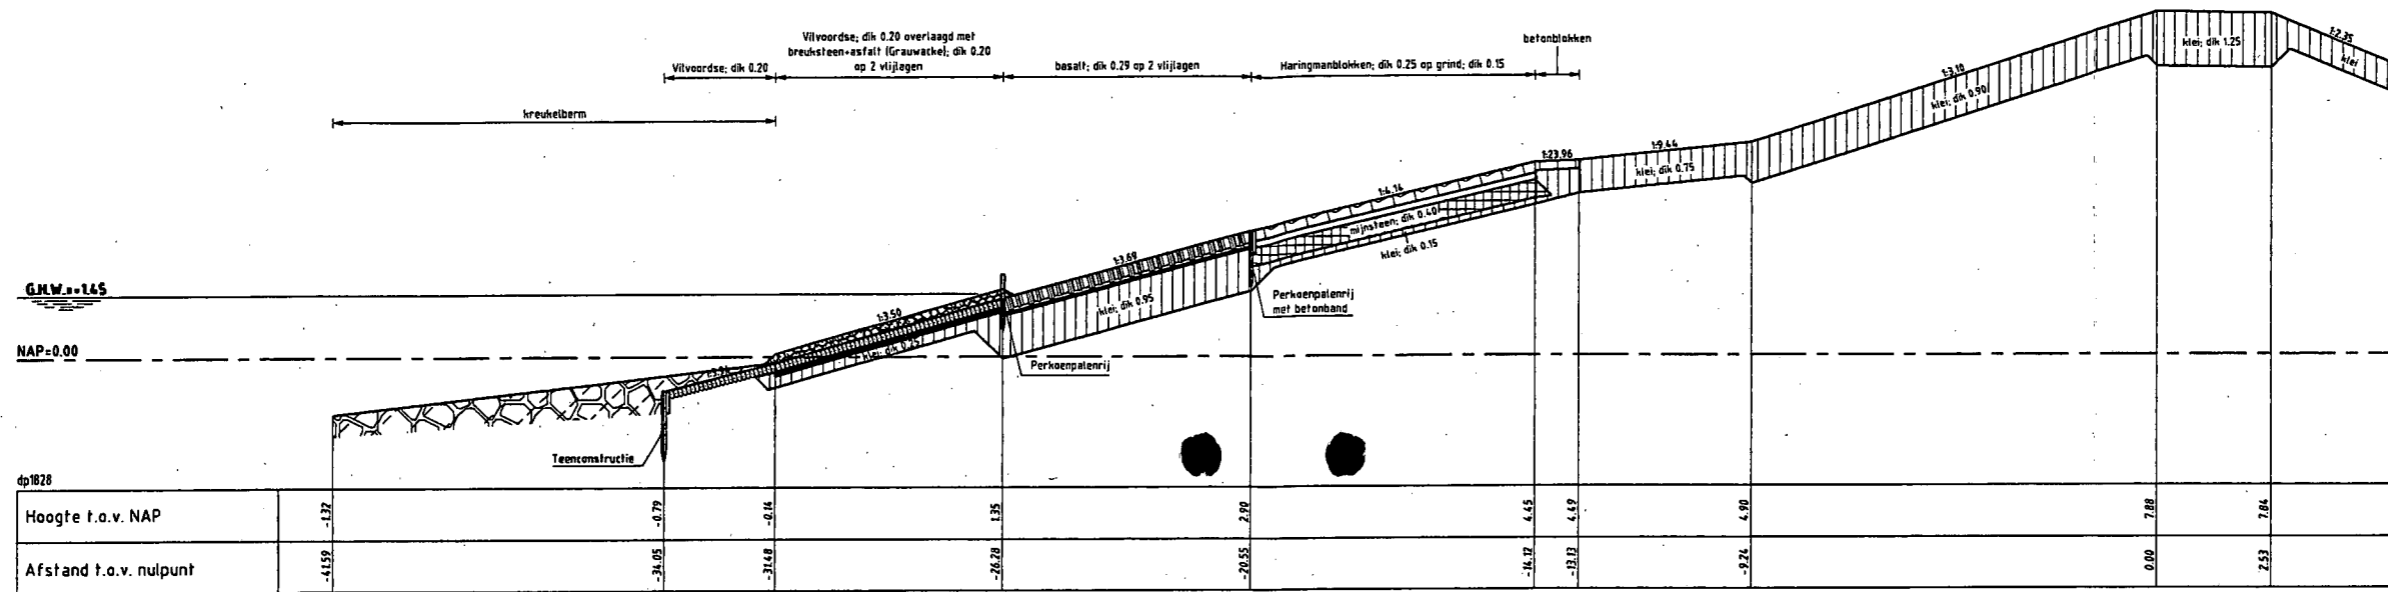 Vilvoordse; dik 0.20
Vilvoordse; dik 0.20 overlaagd met
breuksteen+asfalt (Grauwacke); dik 0.20
op 2 vlijlagen
basalt; dik 0.29 op 2 vlijlagen
Haringmanblokken; dik 0.25 op grind; dik 0.15
betonblokken
kreukelberm
klei; dik 1.25
1:2.35
klei
1:3.10
klei; dik 0.90
1:23.96
1:9.44
klei; dik 0.75
1:4.14
mijnsteen; dik 0.40
klei; dik 0.15
1:3.69
klei; dik 0.95
Perkoenpalenrij
met betonband
G.H.W.=+1.45
1:3.50
klei; dik 0.25
NAP=0.00
Perkoenpalenrij
Teenconstructie
dp1828
Hoogte t.o.v. NAP -1.32 -0.79 -0.14 1.35 2.90 4.45 4.49 4.90 7.88 7.84
Afstand t.o.v. nulpunt -41.59 -34.05 -31.48 -26.28 -20.55 -14.12 -13.13 -9.24 0.00 2.53